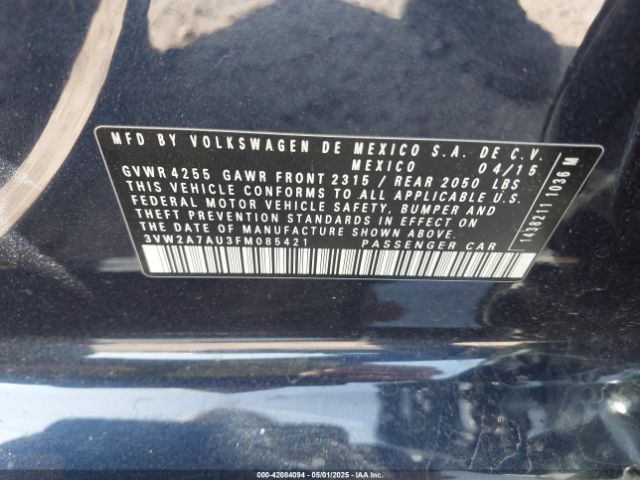 MFD BY VOLKSWAGEN DE MEXICO S.A. DE C.V.
MEXICO 04/15
GVWR 4255 GAWR FRONT 2315 / REAR 2050 LBS
THIS VEHICLE CONFORMS TO ALL APPLICABLE U.S.
FEDERAL MOTOR VEHICLE SAFETY, BUMPER AND
THEFT PREVENTION STANDARDS IN EFFECT ON
THE DATE OF MANUFACTURE SHOWN ABOVE.
3VW2A7AU3FM085421 PASSENGER CAR
1438211 1036 M
000-42084094 - 05/01/2025 - IAA Inc.